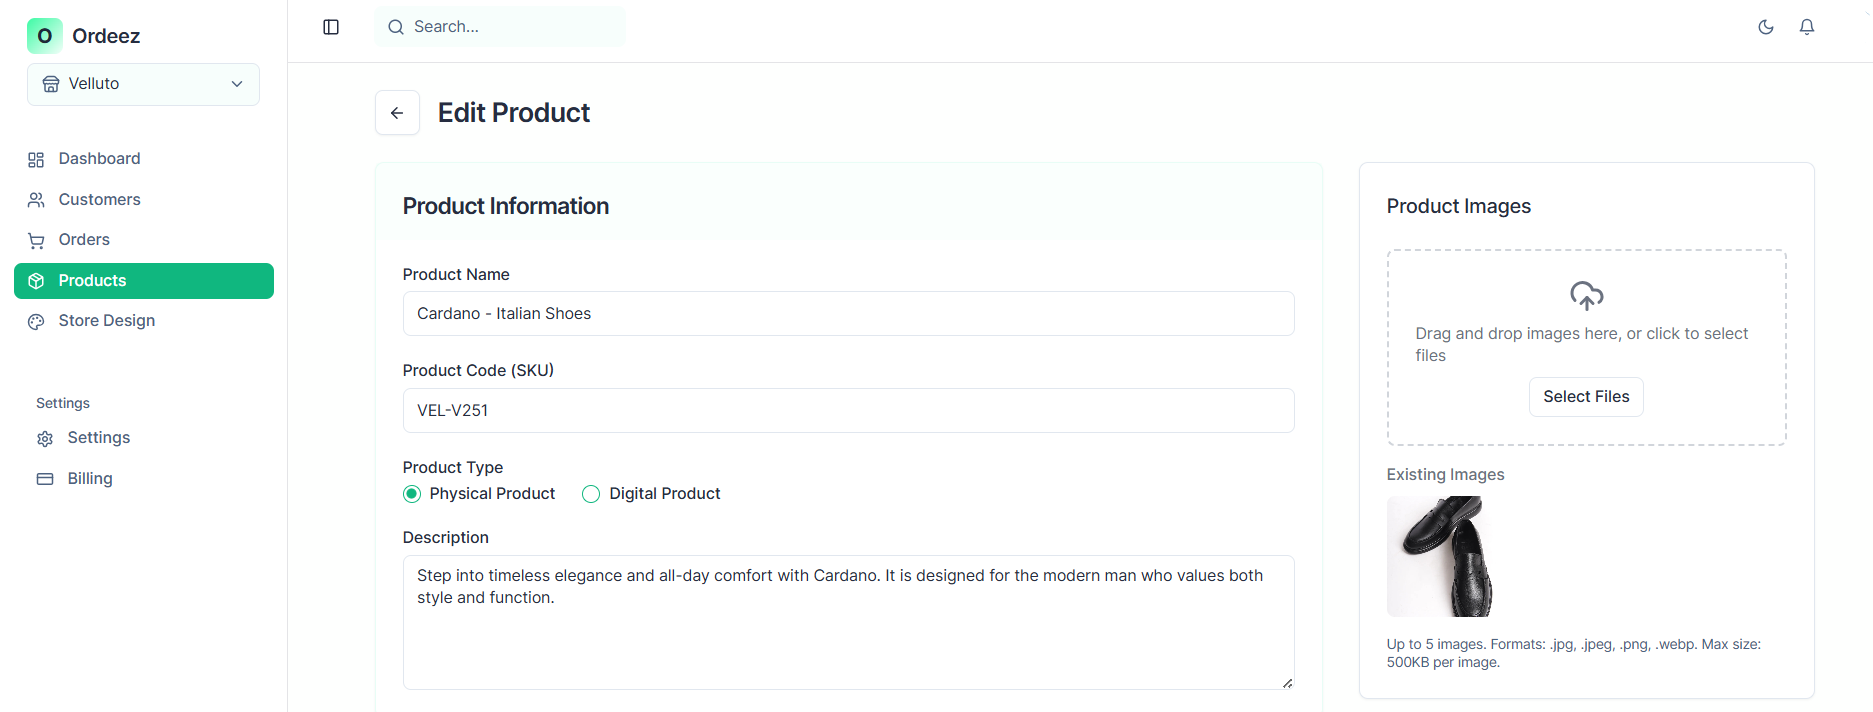 O Ordeez
Velluto
Dashboard
Customers
Orders
Products
Store Design
Settings
Settings
Billing
Search...
Edit Product
Product Information
Product Name
Cardano - Italian Shoes
Product Code (SKU)
VEL-V251
Product Type
Physical Product Digital Product
Description
Step into timeless elegance and all-day comfort with Cardano. It is designed for the modern man who values both
style and function.
Product Images
Drag and drop images here, or click to select
files
Select Files
Existing Images
Up to 5 images. Formats: .jpg, .jpeg, .png, .webp. Max size:
500KB per image.